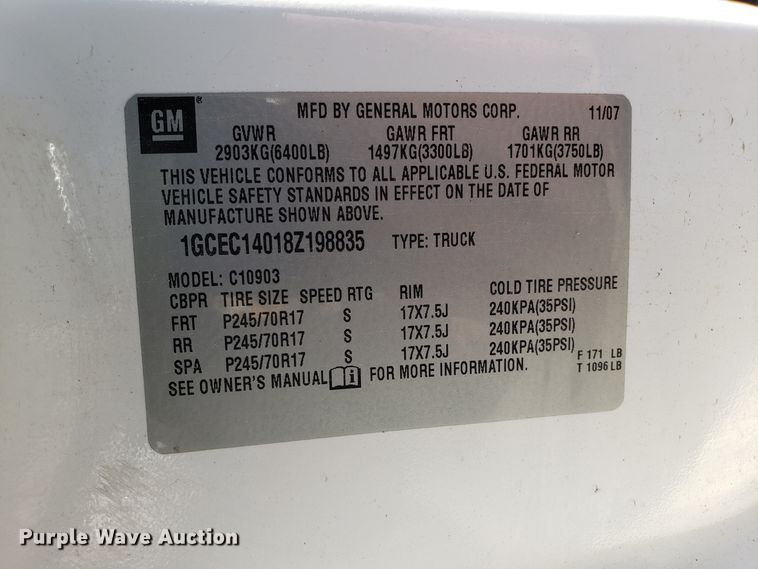 GM® MFD BY GENERAL MOTORS CORP. 11/07
GVWR GAWR FRT GAWR RR
2903KG(6400LB) 1497KG(3300LB) 1701KG(3750LB)
THIS VEHICLE CONFORMS TO ALL APPLICABLE U.S. FEDERAL MOTOR
VEHICLE SAFETY STANDARDS IN EFFECT ON THE DATE OF
MANUFACTURE SHOWN ABOVE.
1GCEC14018Z198835 TYPE: TRUCK
MODEL: C10903
CBPR TIRE SIZE SPEED RTG RIM COLD TIRE PRESSURE
FRT P245/70R17 S 17X7.5J 240KPA(35PSI)
RR P245/70R17 S 17X7.5J 240KPA(35PSI)
SPA P245/70R17 S 17X7.5J 240KPA(35PSI)
F 171 LB
T 1096 LB
SEE OWNER'S MANUAL i FOR MORE INFORMATION.
Purple Wave Auction